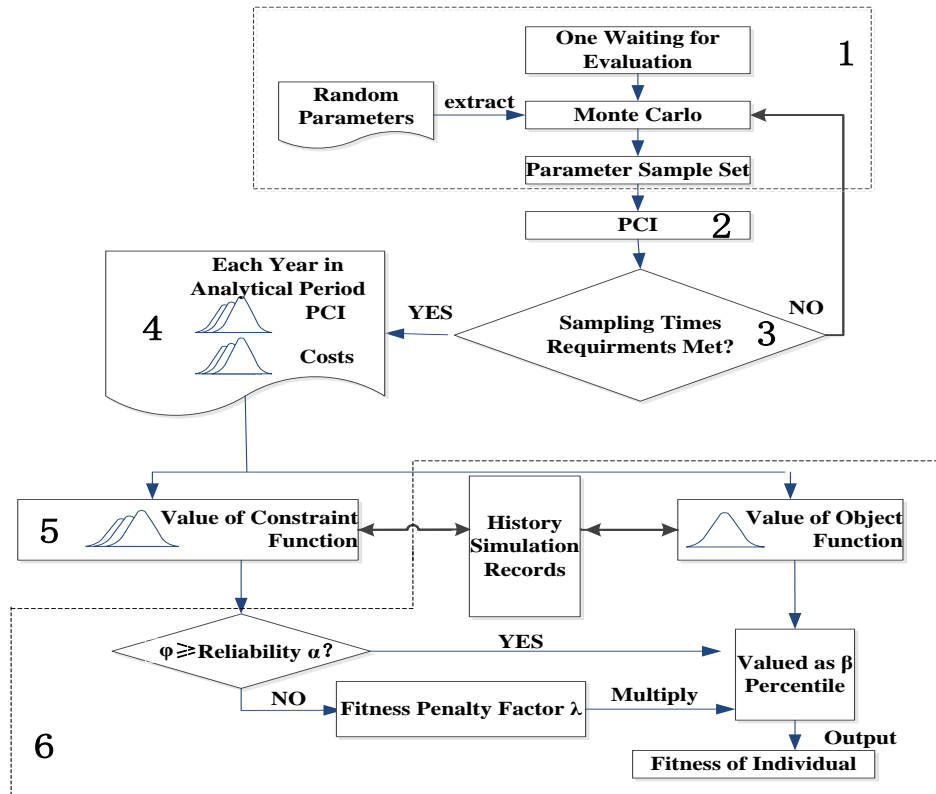 One Waiting for
Evaluation
1
Random
Parameters
extract
Monte Carlo
Parameter Sample Set
PCI
2
Each Year in
Analytical Period
PCI
Costs
4
YES
NO
Sampling Times
Requirments Met?
3
5
Value of Constraint
Function
History
Simulation
Records
Value of Object
Function
φ≥Reliability α?
YES
Valued as β
Percentile
NO
Fitness Penalty Factor λ
Multiply
Output
6
Fitness of Individual